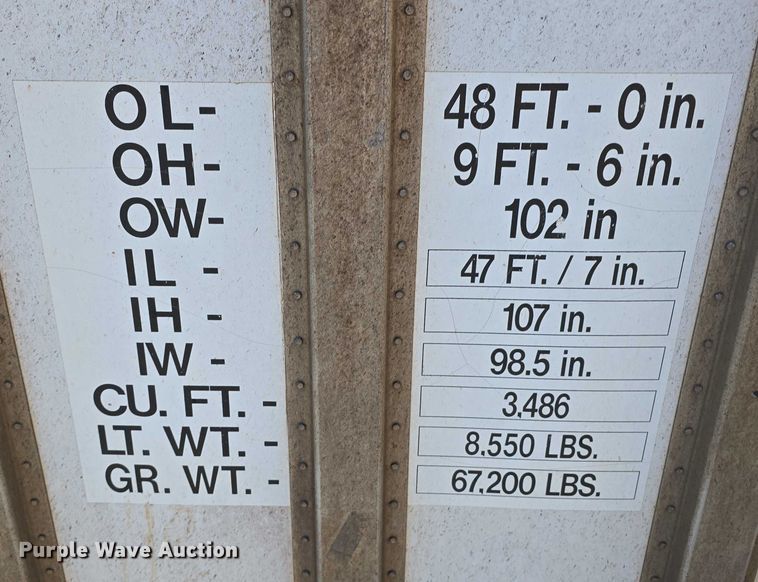 OL- 48 FT. - 0 in.
OH- 9 FT. - 6 in.
OW- 102 in
IL - 47 FT. / 7 in.
IH - 107 in.
IW - 98.5 in.
CU. FT. - 3,486
LT. WT. - 8,550 LBS.
GR. WT. - 67,200 LBS.
Purple Wave Auction